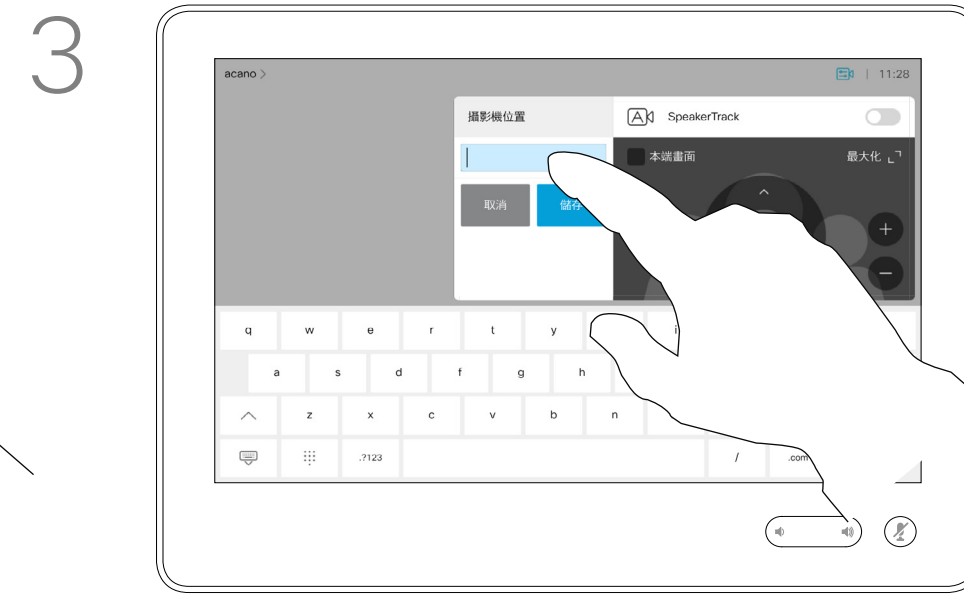 3
acano > 11:28
攝影機位置 SpeakerTrack
本端畫面 最大化
取消 儲存
q w e r t y i
a s d f g h
z x c v b n
.?123 / .com